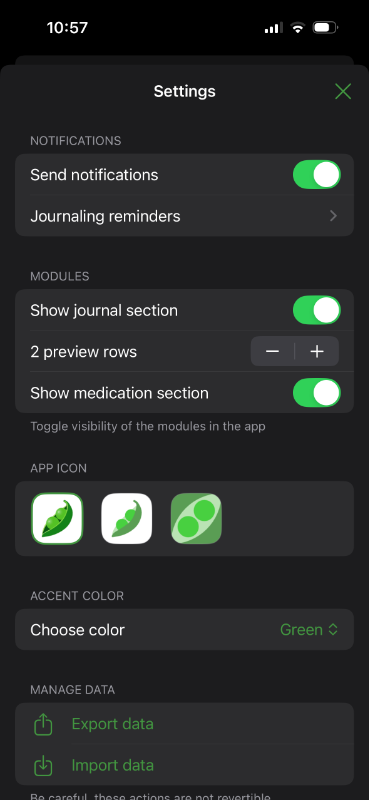 10:57
Settings
NOTIFICATIONS
Send notifications
Journaling reminders
MODULES
Show journal section
2 preview rows
Show medication section
Toggle visibility of the modules in the app
APP ICON
ACCENT COLOR
Choose color
Green
MANAGE DATA
Export data
Import data
Be careful, these actions are not revertible